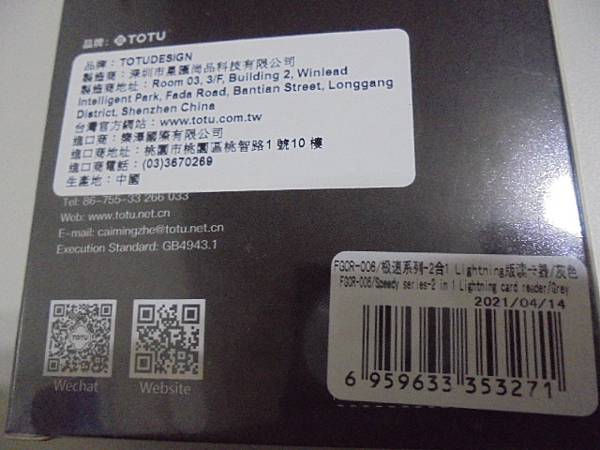 品牌: TOTU
品牌：TOTUDESIGN
製造商：深圳市晨匯尚品科技有限公司
製造商地址：Room 03, 3/F, Building 2, Winlead
Intelligent Park, Fada Road, Bantian Street, Longgang
District, Shenzhen China
台灣官方網站：www.totu.com.tw
進口商：樂澤國際有限公司
進口商地址：桃園市桃園區桃智路1號10樓
進口商電話：(03)3670269
生產地：中國
Tel: 86-755-33 266 033
Web: www.totu.net.cn
E-mail: caimingzhe@totu.net.cn
Execution Standard: GB4943.1
FGCR-006/极速系列-2合1 Lightning版读卡器/灰色
FGCR-006/Speedy series-2 in 1 Lightning card reader/Grey
2021/04/14
6 959633 353271
TOTU
Wechat
Website